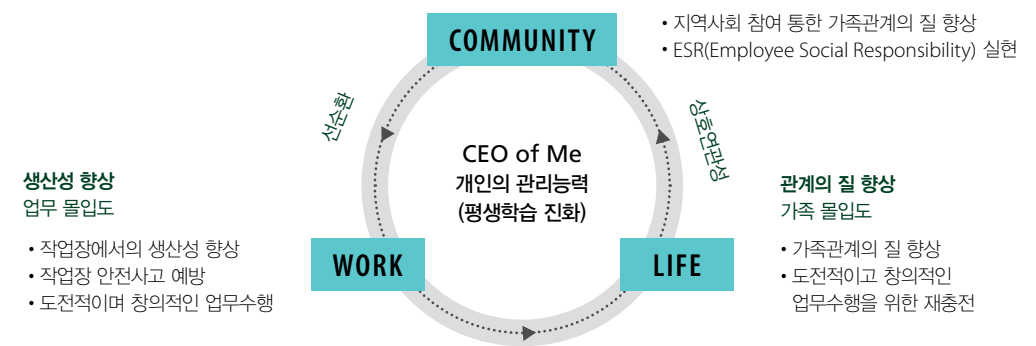 COMMUNITY
• 지역사회 참여 통한 가족관계의 질 향상
• ESR(Employee Social Responsibility) 실현
선순환
상호연관성
CEO of Me
개인의 관리능력
(평생학습 진화)
생산성 향상
업무 몰입도
• 작업장에서의 생산성 향상
• 작업장 안전사고 예방
• 도전적이며 창의적인 업무수행
WORK
LIFE
관계의 질 향상
가족 몰입도
• 가족관계의 질 향상
• 도전적이고 창의적인
업무수행을 위한 재충전